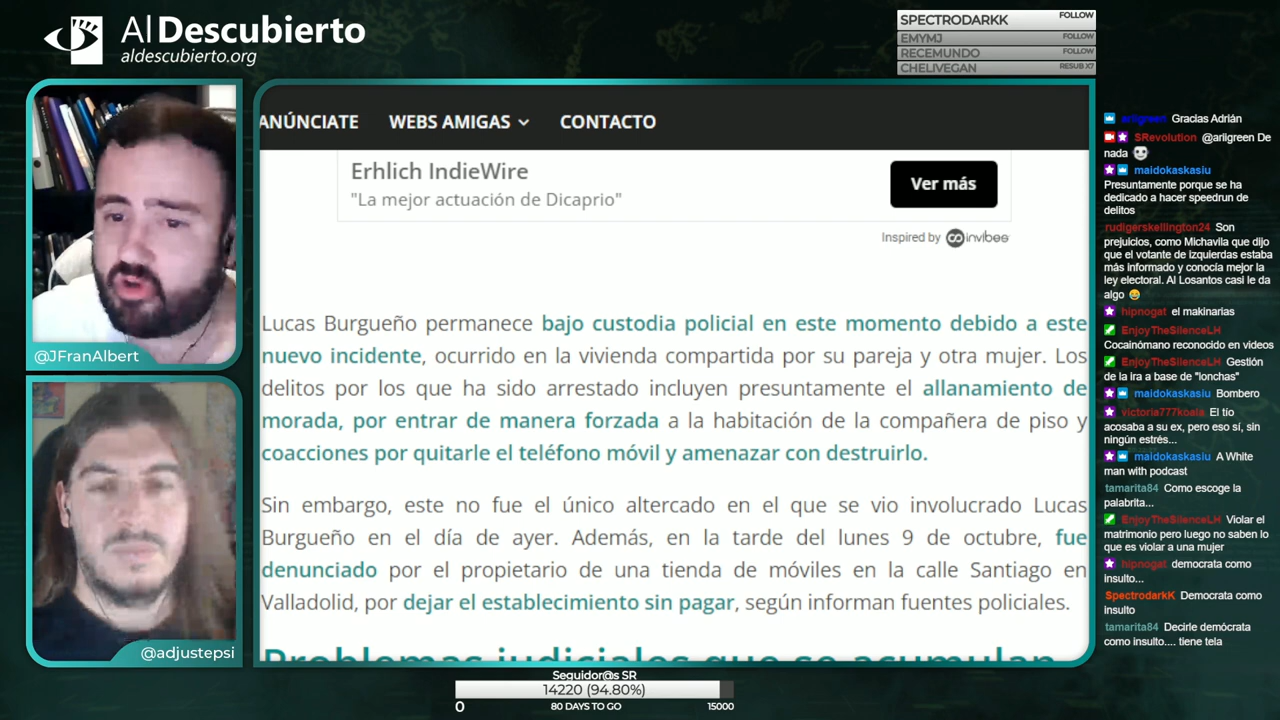 Al Descubierto
aldescubierto.org
SPECTRODARKK FOLLOW
EMYMJ FOLLOW
RECEMUNDO FOLLOW
CHELIVEGAN RESUB X7
@JFranAlbert
@adjustepsi
ANÚNCIATE WEBS AMIGAS CONTACTO
Erhlich IndieWire
"La mejor actuación de Dicaprio"
Ver más
Inspired by invibes
Lucas Burgueño permanece bajo custodia policial en este momento debido a este
nuevo incidente, ocurrido en la vivienda compartida por su pareja y otra mujer. Los
delitos por los que ha sido arrestado incluyen presuntamente el allanamiento de
morada, por entrar de manera forzada a la habitación de la compañera de piso y
coacciones por quitarle el teléfono móvil y amenazar con destruirlo.
Sin embargo, este no fue el único altercado en el que se vio involucrado Lucas
Burgueño en el día de ayer. Además, en la tarde del lunes 9 de octubre, fue
denunciado por el propietario de una tienda de móviles en la calle Santiago en
Valladolid, por dejar el establecimiento sin pagar, según informan fuentes policiales.
Problemas judiciales que se acumulan
arligreen Gracias Adrián
SRevolution @arligreen De
nada
maidokaskasiu
Presuntamente porque se ha
dedicado a hacer speedrun de
delitos
rudigerskellington24 Son
prejuicios, como Michavila que dijo
que el votante de izquierdas estaba
más informado y conocía mejor la
ley electoral. Al Losantos casi le da
algo
hipnogat el makinarias
EnjoyTheSilenceLH
Cocainómano reconocido en videos
EnjoyTheSilenceLH Gestión
de la ira a base de "lonchas"
maidokaskasiu Bombero
victoria777koala El tío
acosaba a su ex, pero eso sí, sin
ningún estrés...
maidokaskasiu A White
man with podcast
tamarita84 Como escoge la
palabrita...
EnjoyTheSilenceLH Violar el
matrimonio pero luego no saben lo
que es violar a una mujer
hipnogat democrata como
insulto...
SpectrodarkK Democrata como
insulto
tamarita84 Decirle demócrata
como insulto.... tiene tela
Seguidor@s SR
14220 (94.80%)
0 80 DAYS TO GO 15000